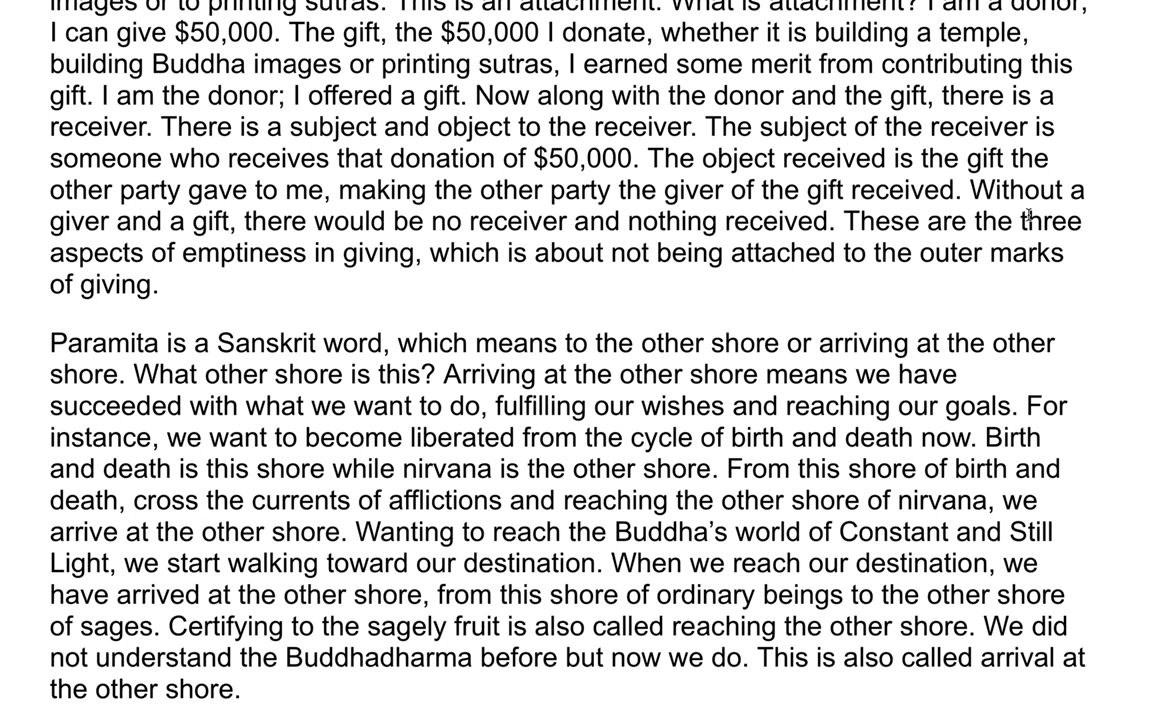 images or to printing sutras. This is an attachment. What is attachment? I am a donor,
I can give $50,000. The gift, the $50,000 I donate, whether it is building a temple,
building Buddha images or printing sutras, I earned some merit from contributing this
gift. I am the donor; I offered a gift. Now along with the donor and the gift, there is a
receiver. There is a subject and object to the receiver. The subject of the receiver is
someone who receives that donation of $50,000. The object received is the gift the
other party gave to me, making the other party the giver of the gift received. Without a
giver and a gift, there would be no receiver and nothing received. These are the three
aspects of emptiness in giving, which is about not being attached to the outer marks
of giving.
Paramita is a Sanskrit word, which means to the other shore or arriving at the other
shore. What other shore is this? Arriving at the other shore means we have
succeeded with what we want to do, fulfilling our wishes and reaching our goals. For
instance, we want to become liberated from the cycle of birth and death now. Birth
and death is this shore while nirvana is the other shore. From this shore of birth and
death, cross the currents of afflictions and reaching the other shore of nirvana, we
arrive at the other shore. Wanting to reach the Buddha’s world of Constant and Still
Light, we start walking toward our destination. When we reach our destination, we
have arrived at the other shore, from this shore of ordinary beings to the other shore
of sages. Certifying to the sagely fruit is also called reaching the other shore. We did
not understand the Buddhadharma before but now we do. This is also called arrival at
the other shore.